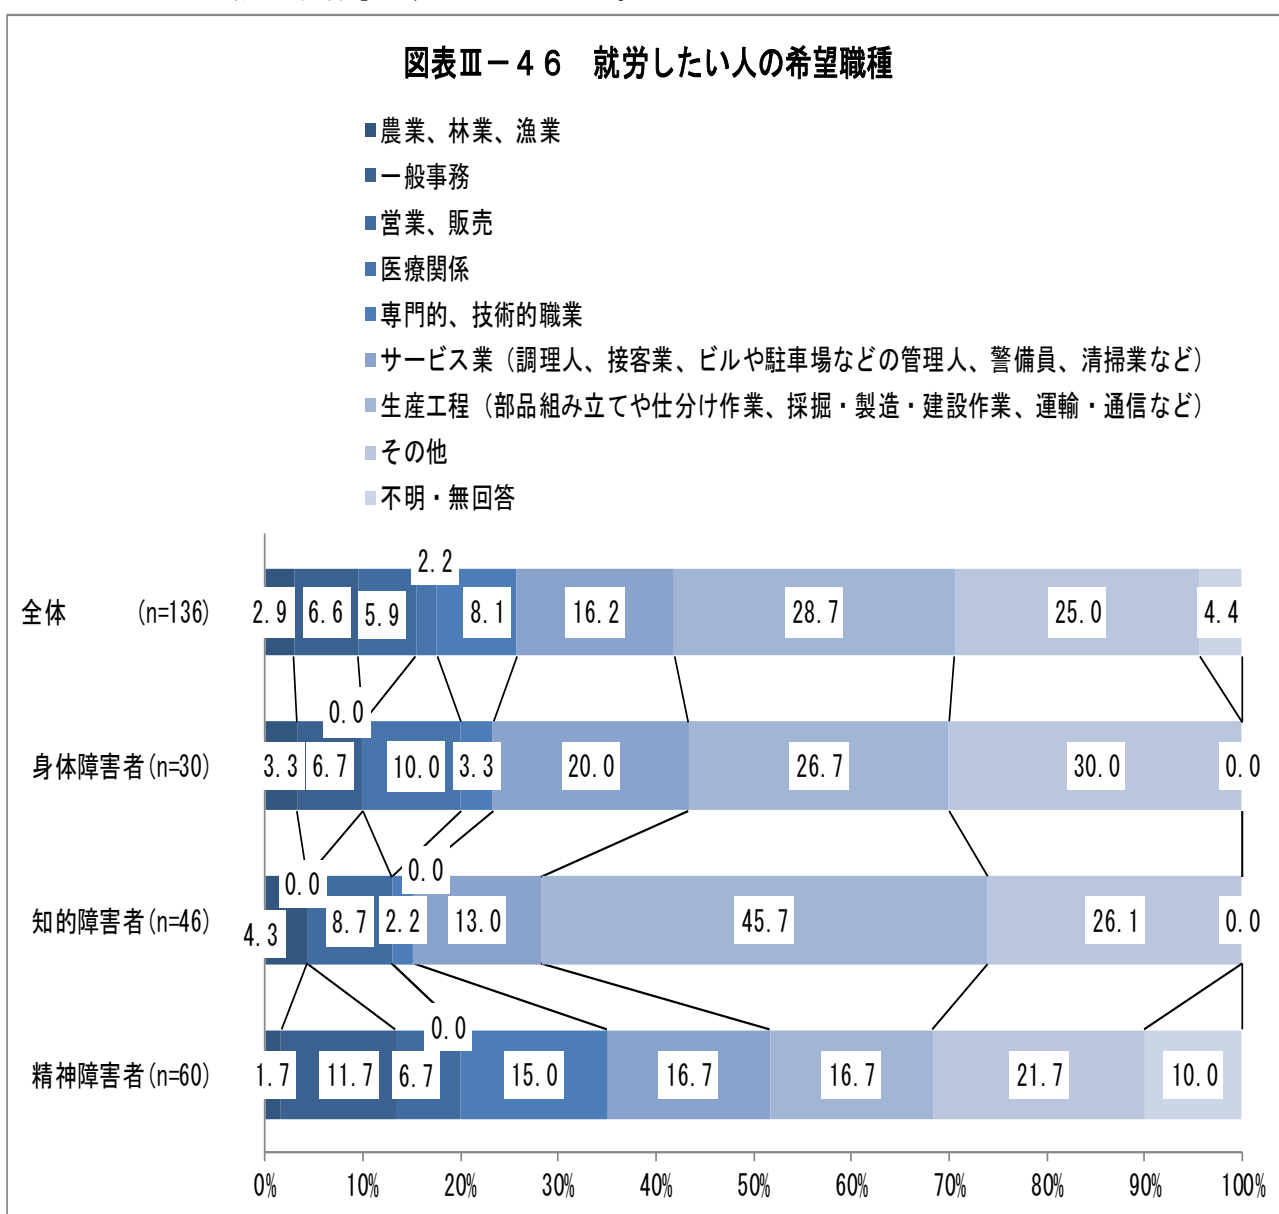 図表Ⅲ－４６　就労したい人の希望職種
農業、林業、漁業
一般事務
営業、販売
医療関係
専門的、技術的職業
サービス業（調理人、接客業、ビルや駐車場などの管理人、警備員、清掃業など）
生産工程（部品組み立てや仕分け作業、採掘・製造・建設作業、運輸・通信など）
その他
不明・無回答
全体 (n=136) 2.9 6.6 5.9 2.2 8.1 16.2 28.7 25.0 4.4
身体障害者(n=30) 3.3 6.7 0.0 10.0 3.3 20.0 26.7 30.0 0.0
知的障害者(n=46) 4.3 0.0 8.7 0.0 2.2 13.0 45.7 26.1 0.0
精神障害者(n=60) 1.7 11.7 6.7 0.0 15.0 16.7 16.7 21.7 10.0
0% 10% 20% 30% 40% 50% 60% 70% 80% 90% 100%